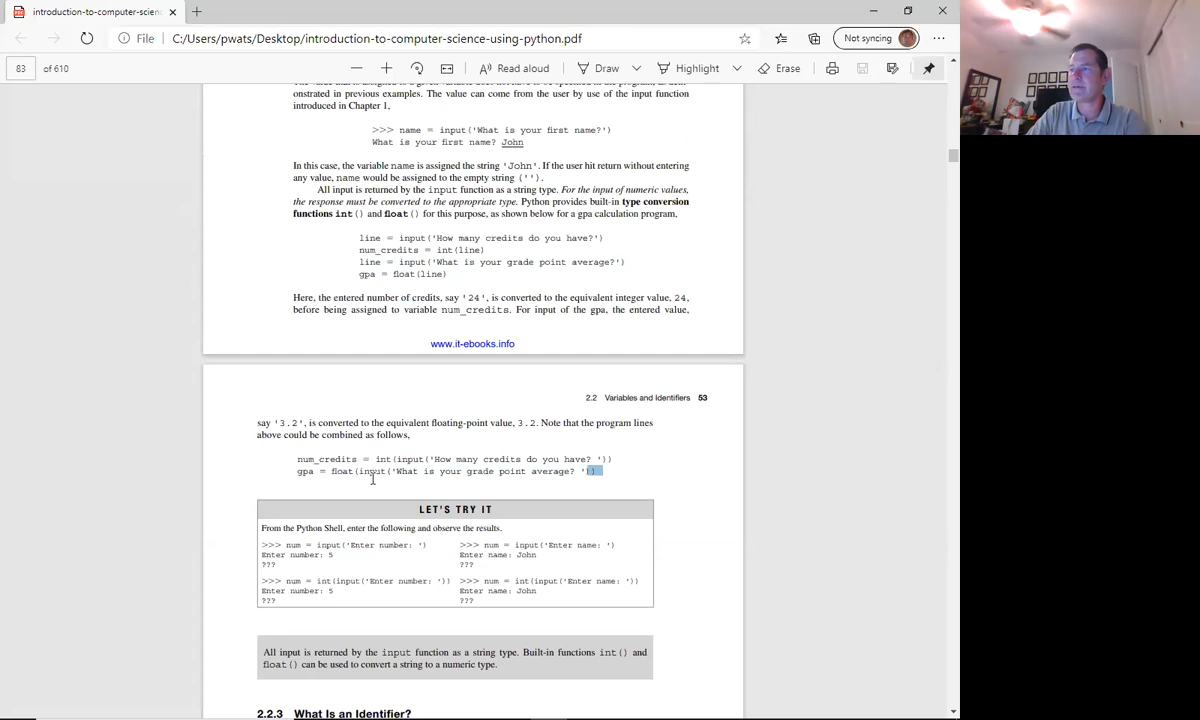 introduction-to-computer-scienc
File
C:/Users/pwats/Desktop/introduction-to-computer-science-using-python.pdf
Not syncing
83 of 610
Read aloud
Draw
Highlight
Erase
onstrated in previous examples. The value can come from the user by use of the input function
introduced in Chapter 1,
>>> name = input('What is your first name?')
What is your first name? John
In this case, the variable name is assigned the string 'John'. If the user hit return without entering
any value, name would be assigned to the empty string ('').
All input is returned by the input function as a string type. For the input of numeric values,
the response must be converted to the appropriate type. Python provides built-in type conversion
functions int() and float() for this purpose, as shown below for a gpa calculation program,
line = input('How many credits do you have?')
num_credits = int(line)
line = input('What is your grade point average?')
gpa = float(line)
Here, the entered number of credits, say '24', is converted to the equivalent integer value, 24,
before being assigned to variable num_credits. For input of the gpa, the entered value,
www.it-ebooks.info
2.2 Variables and Identifiers 53
say '3.2', is converted to the equivalent floating-point value, 3.2. Note that the program lines
above could be combined as follows,
num_credits = int(input('How many credits do you have? '))
gpa = float(input('What is your grade point average? '))
LET'S TRY IT
From the Python Shell, enter the following and observe the results.
>>> num = input('Enter number: ')
Enter number: 5
???
>>> num = input('Enter name: ')
Enter name: John
???
>>> num = int(input('Enter number: '))
Enter number: 5
???
>>> num = int(input('Enter name: '))
Enter name: John
???
All input is returned by the input function as a string type. Built-in functions int() and
float() can be used to convert a string to a numeric type.
2.2.3 What Is an Identifier?